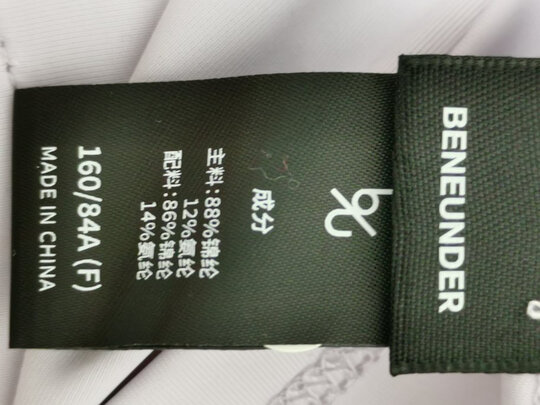 BENEUNDER
成分
主料:88%锦纶
12%氨纶
配料:86%锦纶
14%氨纶
160/84A (F)
MADE IN CHINA